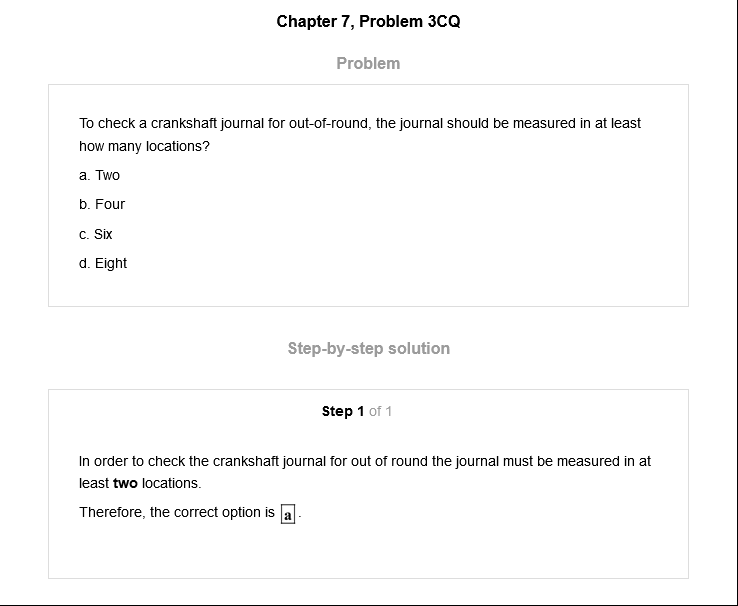 Chapter 7, Problem 3CQ
Problem
To check a crankshaft journal for out-of-round, the journal should be measured in at least
how many locations?
a. Two
b. Four
c. Six
d. Eight
Step-by-step solution
Step 1 of 1
In order to check the crankshaft journal for out of round the journal must be measured in at
least two locations.
Therefore, the correct option is a .